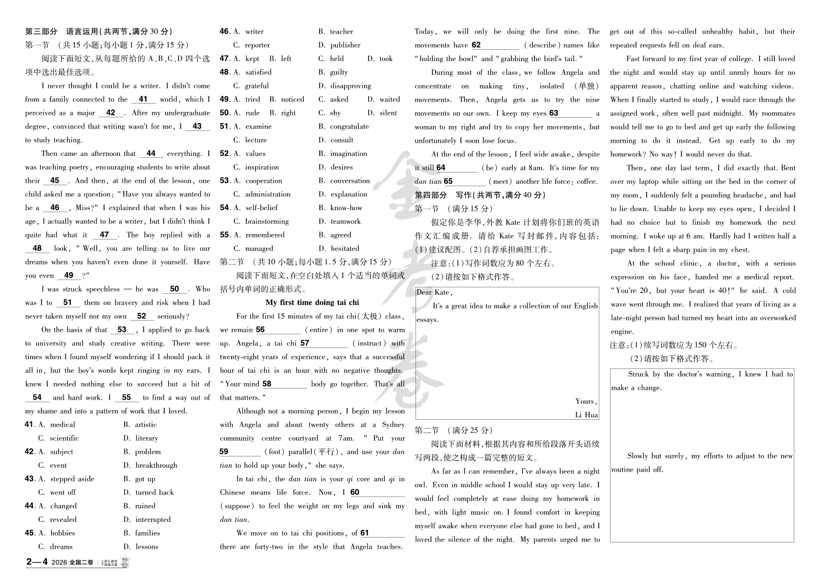 第三部分 语言运用(共两节,满分 30 分)
第一节 (共 15 小题;每小题 1 分,满分 15 分)
阅读下面短文,从每题所给的 A、B、C、D 四个选
项中选出最佳选项。
I never thought I could be a writer. I didn't come
from a family connected to the 41 world, which I
perceived as a major 42 . After my undergraduate
degree, convinced that writing wasn't for me, I 43
to study teaching.
Then came an afternoon that 44 everything. I
was teaching poetry, encouraging students to write about
their 45 . And then, at the end of the lesson, one
child asked me a question: "Have you always wanted to
be a 46 , Miss?" I explained that when I was his
age, I actually wanted to be a writer, but I didn't think I
quite had what it 47 . The boy replied with a
48 look, "Well, you are telling us to live our
dreams when you haven't even done it yourself. Have
you even 49 ?"
I was struck speechless — he was 50 . Who
was I to 51 them on bravery and risk when I had
never taken myself nor my own 52 seriously?
On the basis of that 53 , I applied to go back
to university and study creative writing. There were
times when I found myself wondering if I should pack it
all in, but the boy's words kept ringing in my ears. I
knew I needed nothing else to succeed but a bit of
54 and hard work. I 55 to find a way out of
my shame and into a pattern of work that I loved.
41. A. medical B. artistic
C. scientific D. literary
42. A. subject B. problem
C. event D. breakthrough
43. A. stepped aside B. got up
C. went off D. turned back
44. A. changed B. ruined
C. revealed D. interrupted
45. A. hobbies B. families
C. dreams D. lessons
46. A. writer B. teacher
C. reporter D. publisher
47. A. kept B. left C. held D. took
48. A. satisfied B. guilty
C. grateful D. disapproving
49. A. tried B. noticed C. asked D. waited
50. A. rude B. right C. shy D. silent
51. A. examine B. congratulate
C. lecture D. consult
52. A. values B. imagination
C. inspiration D. desires
53. A. cooperation B. conversation
C. administration D. explanation
54. A. self-belief B. know-how
C. brainstorming D. teamwork
55. A. remembered B. agreed
C. managed D. hesitated
第二节 (共 10 小题;每小题 1.5 分,满分 15 分)
阅读下面短文,在空白处填入 1 个适当的单词或
括号内单词的正确形式。
My first time doing tai chi
For the first 15 minutes of my tai chi(太极) class,
we remain 56 (entire) in one spot to warm
up. Angela, a tai chi 57 (instruct) with
twenty-eight years of experience, says that a successful
hour of tai chi is an hour with no negative thoughts.
"Your mind 58 body go together. That's all
that matters."
Although not a morning person, I begin my lesson
with Angela and about twenty others at a Sydney
community centre courtyard at 7am. "Put your
59 (foot) parallel(平行), and use your dan
tian to hold up your body," she says.
In tai chi, the dan tian is your qi core and qi in
Chinese means life force. Now, I 60
(suppose) to feel the weight on my legs and sink my
dan tian.
We move on to tai chi positions, of 61
there are forty-two in the style that Angela teaches.
Today, we will only be doing the first nine. The
movements have 62 (describe) names like
"holding the bowl" and "grabbing the bird's tail."
During most of the class, we follow Angela and
concentrate on making tiny, isolated (单独)
movements. Then, Angela gets us to try the nine
movements on our own. I keep my eyes 63 a
woman to my right and try to copy her movements, but
unfortunately I soon lose focus.
At the end of the lesson, I feel wide awake, despite
it still 64 (be) early at 8am. It's time for my
dan tian 65 (meet) another life force: coffee.
第四部分 写作(共两节,满分 40 分)
第一节 (满分 15 分)
假定你是李华,外教 Kate 计划将你们班的英语
作文汇编成册。请给 Kate 写封邮件,内容包括:
(1)建议配图。(2)自荐承担画图工作。
注意:(1)写作词数应为 80 个左右。
(2)请按如下格式作答。
Dear Kate,
It's a great idea to make a collection of our English
essays.
Yours,
Li Hua
第二节 (满分 25 分)
阅读下面材料,根据其内容和所给段落开头语续
写两段,使之构成一篇完整的短文。
As far as I can remember, I've always been a night
owl. Even in middle school I would stay up very late. I
would feel completely at ease doing my homework in
bed, with light music on. I found comfort in keeping
myself awake when everyone else had gone to bed, and I
loved the silence of the night. My parents urged me to
get out of this so-called unhealthy habit, but their
repeated requests fell on deaf ears.
Fast forward to my first year of college. I still loved
the night and would stay up until unruly hours for no
apparent reason, chatting online and watching videos.
When I finally started to study, I would race through the
assigned work, often well past midnight. My roommates
would tell me to go to bed and get up early the following
morning to do it instead. Get up early to do my
homework? No way! I would never do that.
Then, one day last term, I did exactly that. Bent
over my laptop while sitting on the bed in the corner of
my room, I suddenly felt a pounding headache, and had
to lie down. Unable to keep my eyes open, I decided I
had no choice but to finish my homework the next
morning. I woke up at 6 am. Hardly had I written half a
page when I felt a sharp pain in my chest.
At the school clinic, a doctor, with a serious
expression on his face, handed me a medical report.
"You're 20, but your heart is 40!" he said. A cold
wave went through me. I realized that years of living as a
late-night person had turned my heart into an overworked
engine.
注意:(1)续写词数应为 150 个左右。
(2)请按如下格式作答。
Struck by the doctor's warning, I knew I had to
make a change.
Slowly but surely, my efforts to adjust to the new
routine paid off.
2—4 2026 全国二卷
金
卷